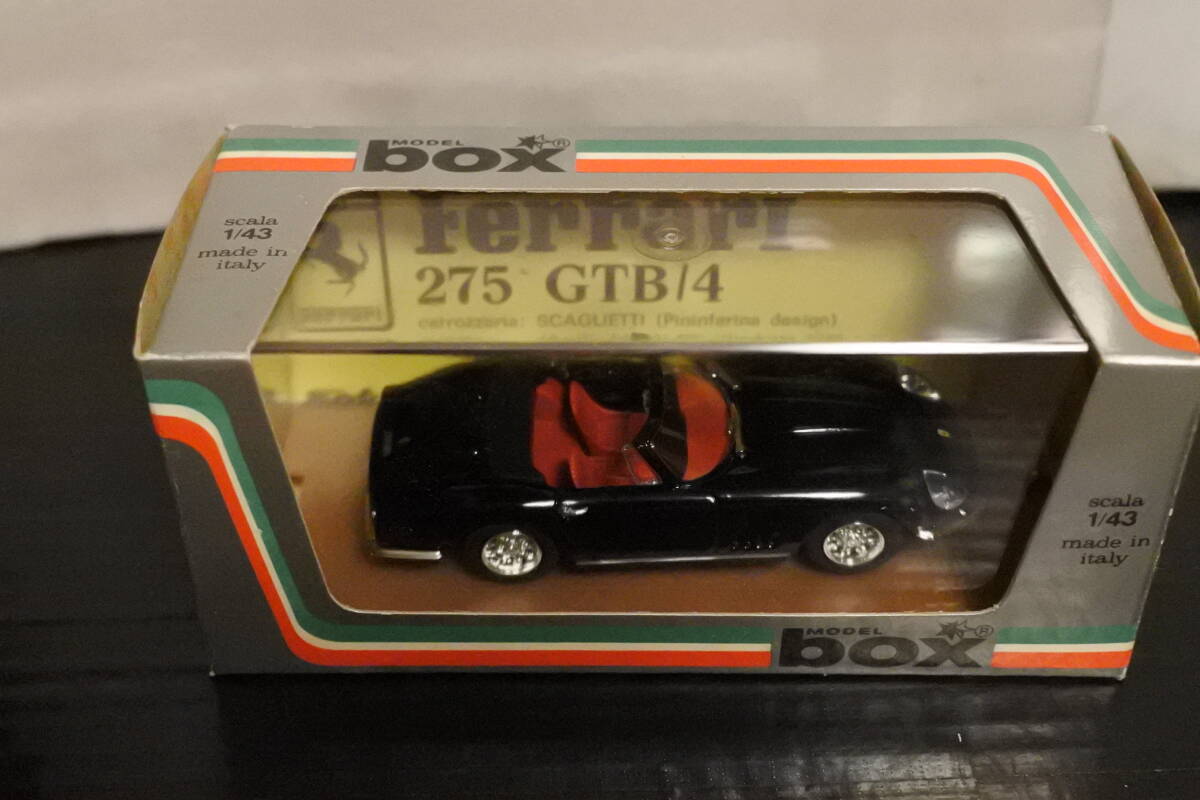 MODEL
box ®
scala
1/43
made in
italy
Ferrari
275 GTB/4
carrozzeria: SCAGLIETTI (Pininfarina design)
scala
1/43
made in
italy
MODEL
box ®